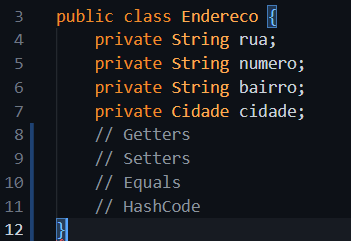 3 public class Endereco {
4 private String rua;
5 private String numero;
6 private String bairro;
7 private Cidade cidade;
8 // Getters
9 // Setters
10 // Equals
11 // HashCode
12 }